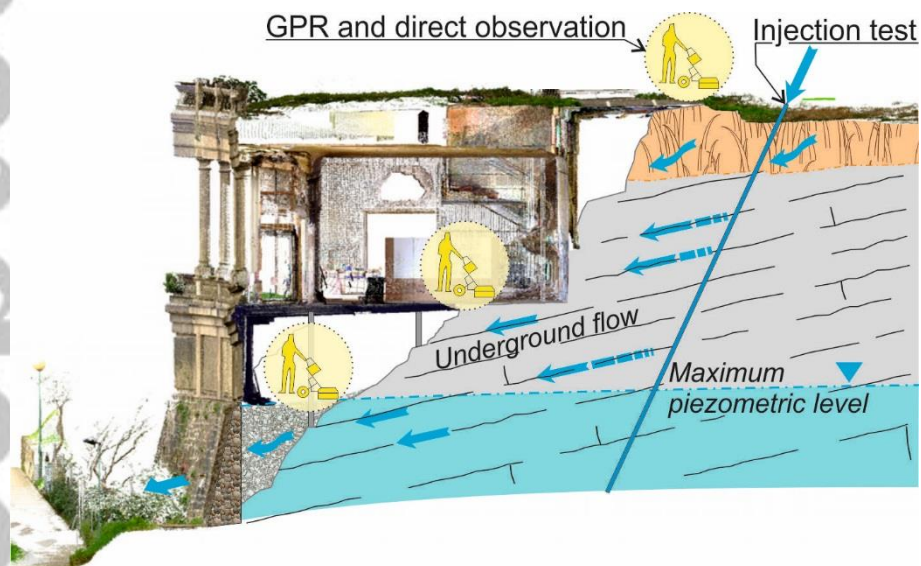 GPR and direct observation
Injection test
Underground flow
Maximum
piezometric level